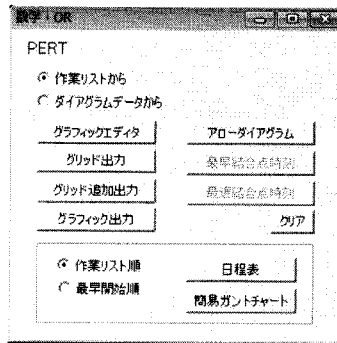 数学：OR
PERT
作業リストから
ダイアグラムデータから
グラフィックエディタ
アローダイアグラム
グリッド出力
最早結合点時刻
グリッド追加出力
最遅結合点時刻
グラフィック出力
クリア
作業リスト順
日程表
最早開始順
簡易ガントチャート